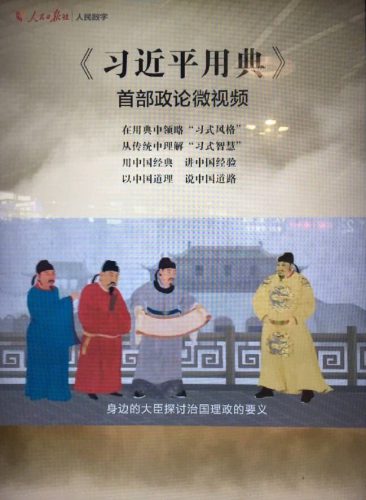 人民日报社 | 人民数字
《习近平用典》
首部政论微视频
在用典中领略“习式风格”
从传统中理解“习式智慧”
用中国经典 讲中国经验
以中国道理 说中国道路
身边的大臣探讨治国理政的要义